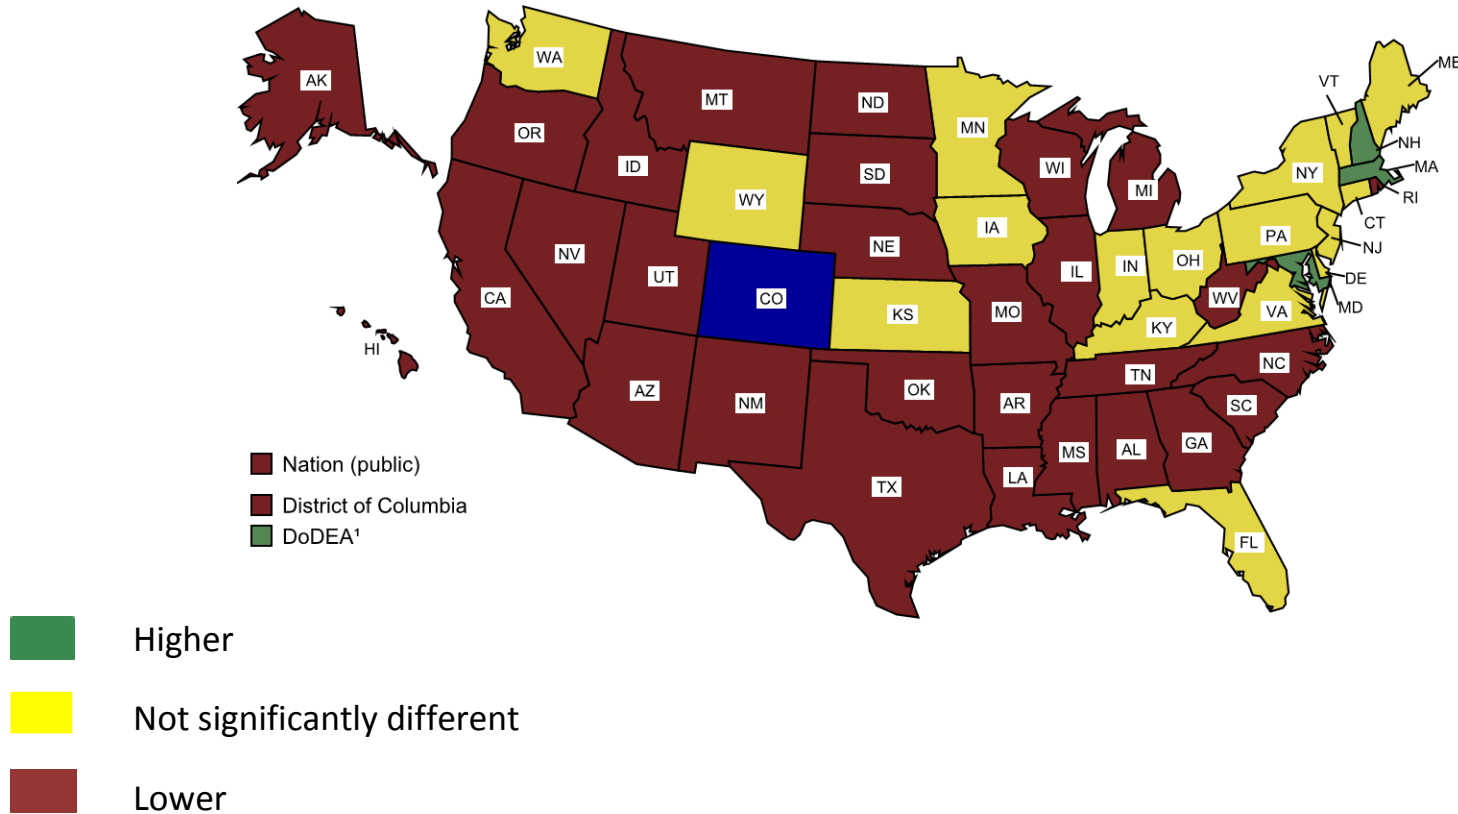 AK
WA
MT
ND
MN
VT
ME
OR
ID
SD
WI
MI
NY
NH
MA
RI
WY
IA
PA
CT
NJ
NV
UT
NE
IL
IN
OH
DE
MD
CA
CO
KS
MO
WV
VA
KY
HI
AZ
NM
OK
AR
TN
NC
SC
TX
LA
MS
AL
GA
FL
Nation (public)
District of Columbia
DoDEA¹
Higher
Not significantly different
Lower